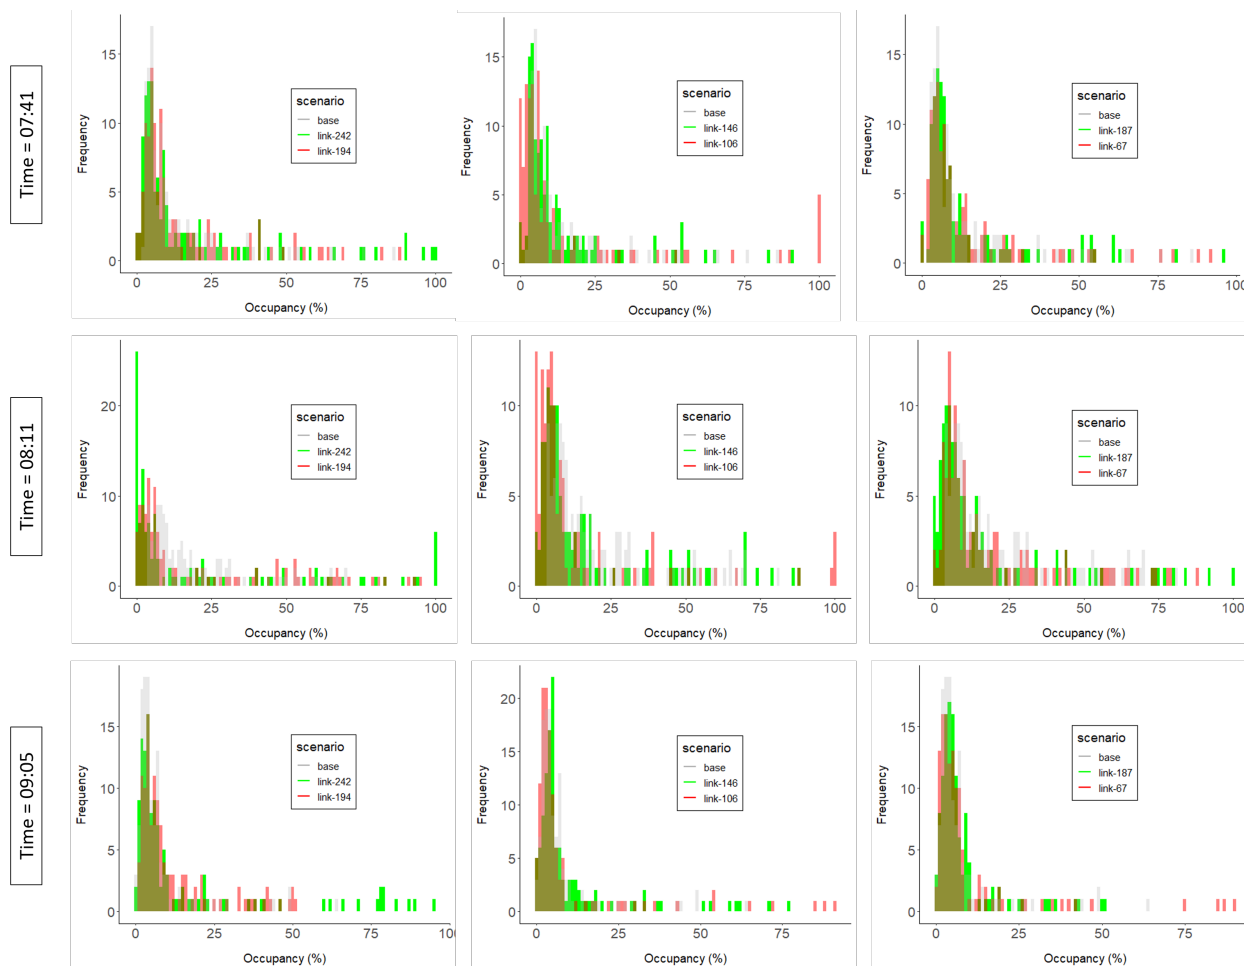 Time = 07:41
15
10
5
0
Frequency
scenario
base
link-242
link-194
0
25
50
75
100
Occupancy (%)
15
10
5
0
Frequency
scenario
base
link-146
link-106
0
25
50
75
100
Occupancy (%)
15
10
5
0
Frequency
scenario
base
link-187
link-67
0
25
50
75
100
Occupancy (%)
Time = 08:11
20
10
0
Frequency
scenario
base
link-242
link-194
0
25
50
75
100
Occupancy (%)
10
5
0
Frequency
scenario
base
link-146
link-106
0
25
50
75
100
Occupancy (%)
10
5
0
Frequency
scenario
base
link-187
link-67
0
25
50
75
100
Occupancy (%)
Time = 09:05
15
10
5
0
Frequency
scenario
base
link-242
link-194
0
25
50
75
100
Occupancy (%)
20
15
10
5
0
Frequency
scenario
base
link-146
link-106
0
25
50
75
Occupancy (%)
15
10
5
0
Frequency
scenario
base
link-187
link-67
0
25
50
75
Occupancy (%)